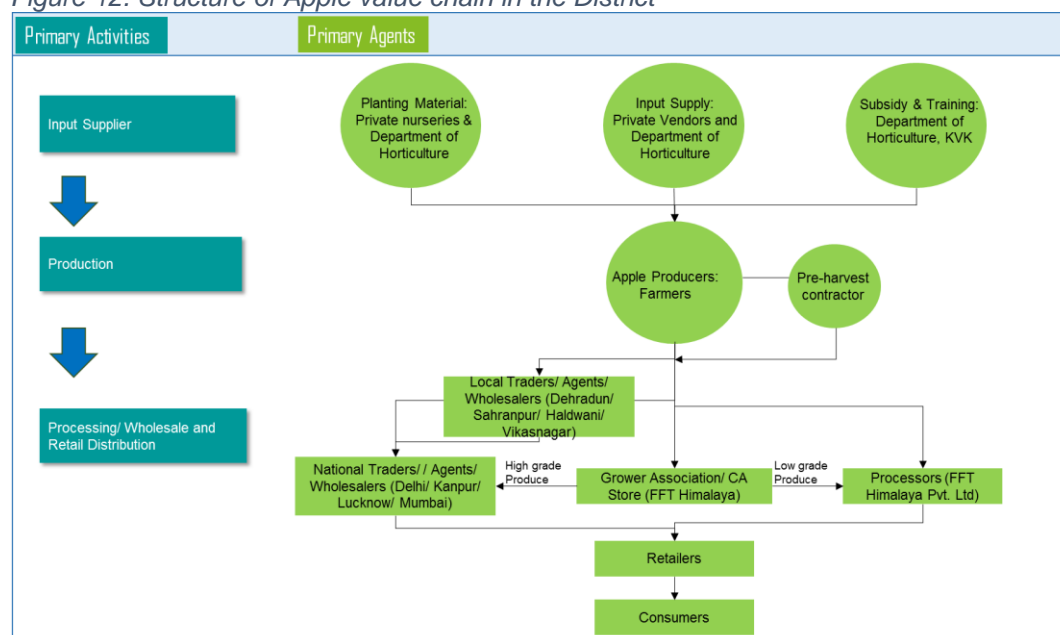 Figure 12: Structure of Apple value chain in the District
Primary Activities
Primary Agents
Input Supplier
Planting Material:
Private nurseries &
Department of
Horticulture
Input Supply:
Private Vendors and
Department of
Horticulture
Subsidy & Training:
Department of
Horticulture, KVK
Production
Apple Producers:
Farmers
Pre-harvest
contractor
Processing/ Wholesale and
Retail Distribution
Local Traders/ Agents/
Wholesalers (Dehradun/
Sahranpur/ Haldwani/
Vikasnagar)
National Traders/ / Agents/
Wholesalers (Delhi/ Kanpur/
Lucknow/ Mumbai)
High grade
Produce
Grower Association/ CA
Store (FFT Himalaya)
Low grade
Produce
Processors (FFT
Himalaya Pvt. Ltd)
Retailers
Consumers